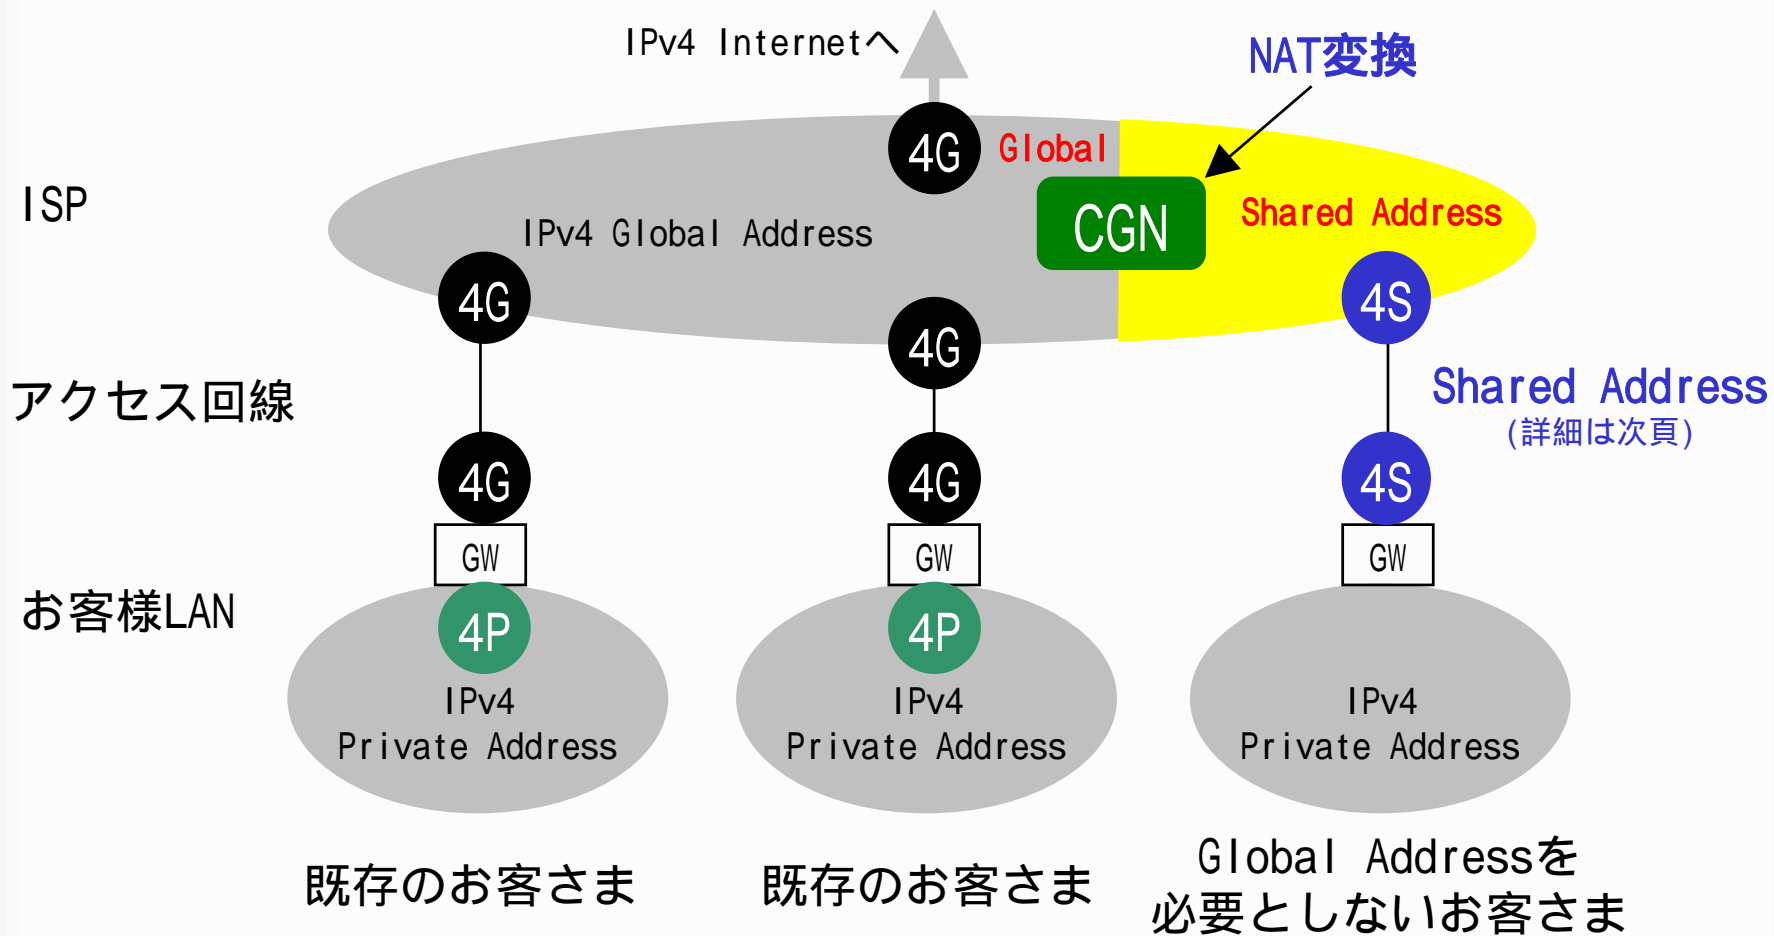 IPv4 Internetへ
NAT変換
4G
Global
ISP
IPv4 Global Address
CGN
Shared Address
4G
4G
4S
アクセス回線
Shared Address
(詳細は次頁)
4G
4G
4S
GW
GW
GW
お客様LAN
4P
4P
IPv4
Private Address
IPv4
Private Address
IPv4
Private Address
既存のお客さま
既存のお客さま
Global Addressを
必要としないお客さま